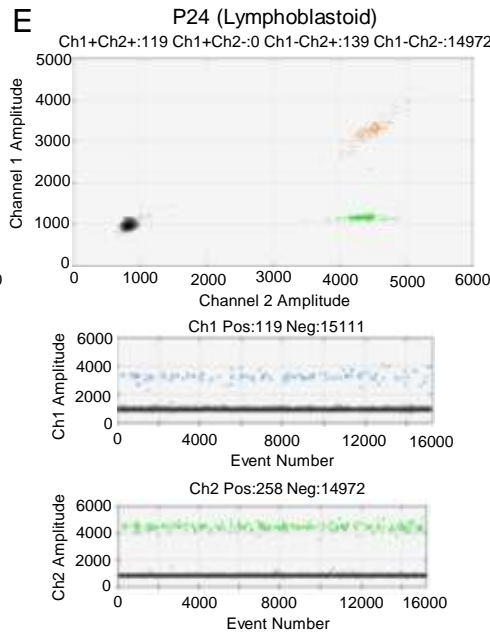 E
P24 (Lymphoblastoid)
Ch1+Ch2+:119 Ch1+Ch2-:0 Ch1-Ch2+:139 Ch1-Ch2-:14972
5000
4000
3000
2000
1000
0
Channel 1 Amplitude
0 1000 2000 3000 4000 5000 6000
Channel 2 Amplitude
Ch1 Pos:119 Neg:15111
6000
4000
2000
0
Ch1 Amplitude
0 4000 8000 12000 16000
Event Number
Ch2 Pos:258 Neg:14972
6000
4000
2000
0
Ch2 Amplitude
0 4000 8000 12000 16000
Event Number